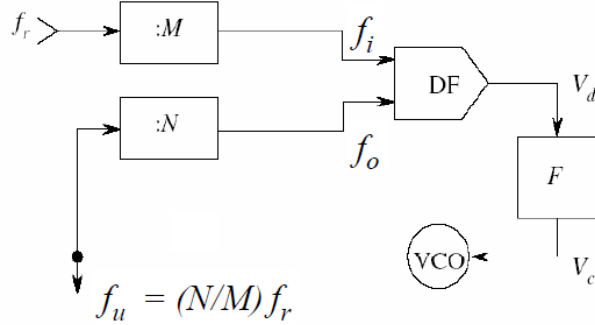 f_r
:M
f_i
DF
V_d
:N
f_o
F
VCO
V_c
f_u = (N/M) f_r